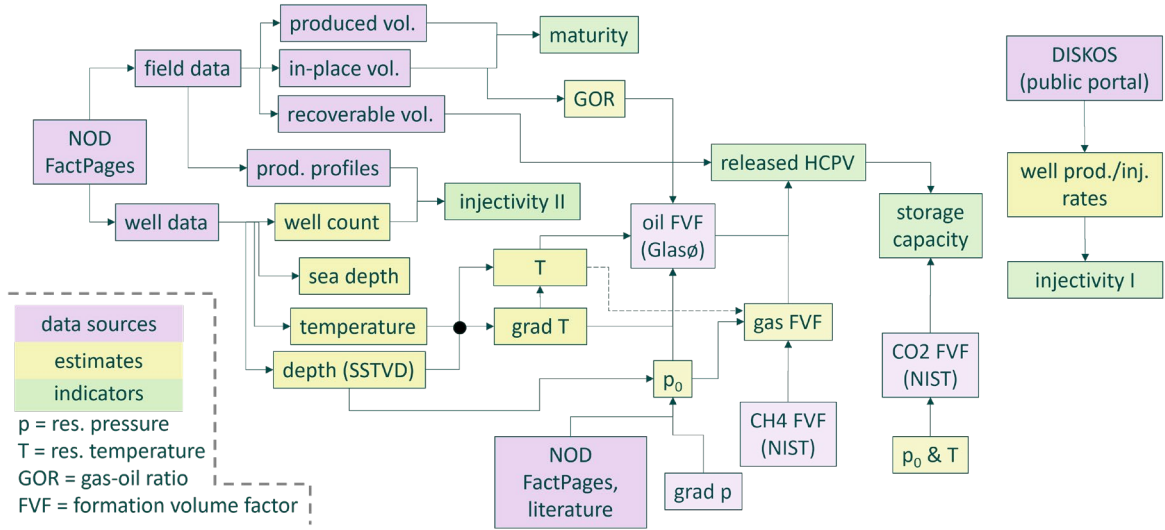 produced vol.
maturity
field data
in-place vol.
GOR
recoverable vol.
NOD
FactPages
prod. profiles
released HCPV
well data
well count
injectivity II
oil FVF
(Glasø)
storage
capacity
sea depth
T
temperature
grad T
gas FVF
depth (SSTVD)
p₀
CO2 FVF
(NIST)
CH4 FVF
(NIST)
NOD
FactPages,
literature
grad p
p₀ & T
DISKOS
(public portal)
well prod./inj.
rates
injectivity I
data sources
estimates
indicators
p = res. pressure
T = res. temperature
GOR = gas-oil ratio
FVF = formation volume factor